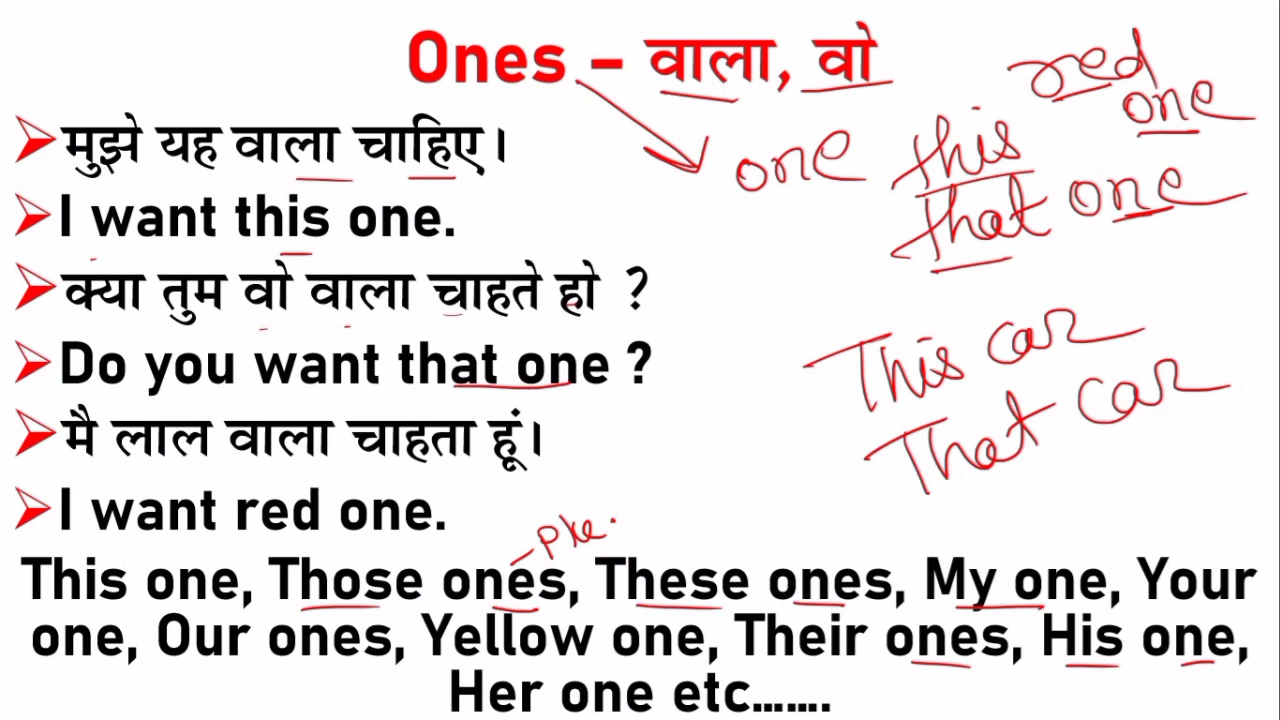 Ones – वाला, वो
red
one
➢ मुझे यह वाला चाहिए।
one this
➢ I want this one.
that one
➢ क्या तुम वो वाला चाहते हो ?
This car
➢ Do you want that one ?
That car
➢ मै लाल वाला चाहता हूं।
➢ I want red one.
This one, Those ones, These ones, My one, Your
one, Our ones, Yellow one, Their ones, His one,
Her one etc.......